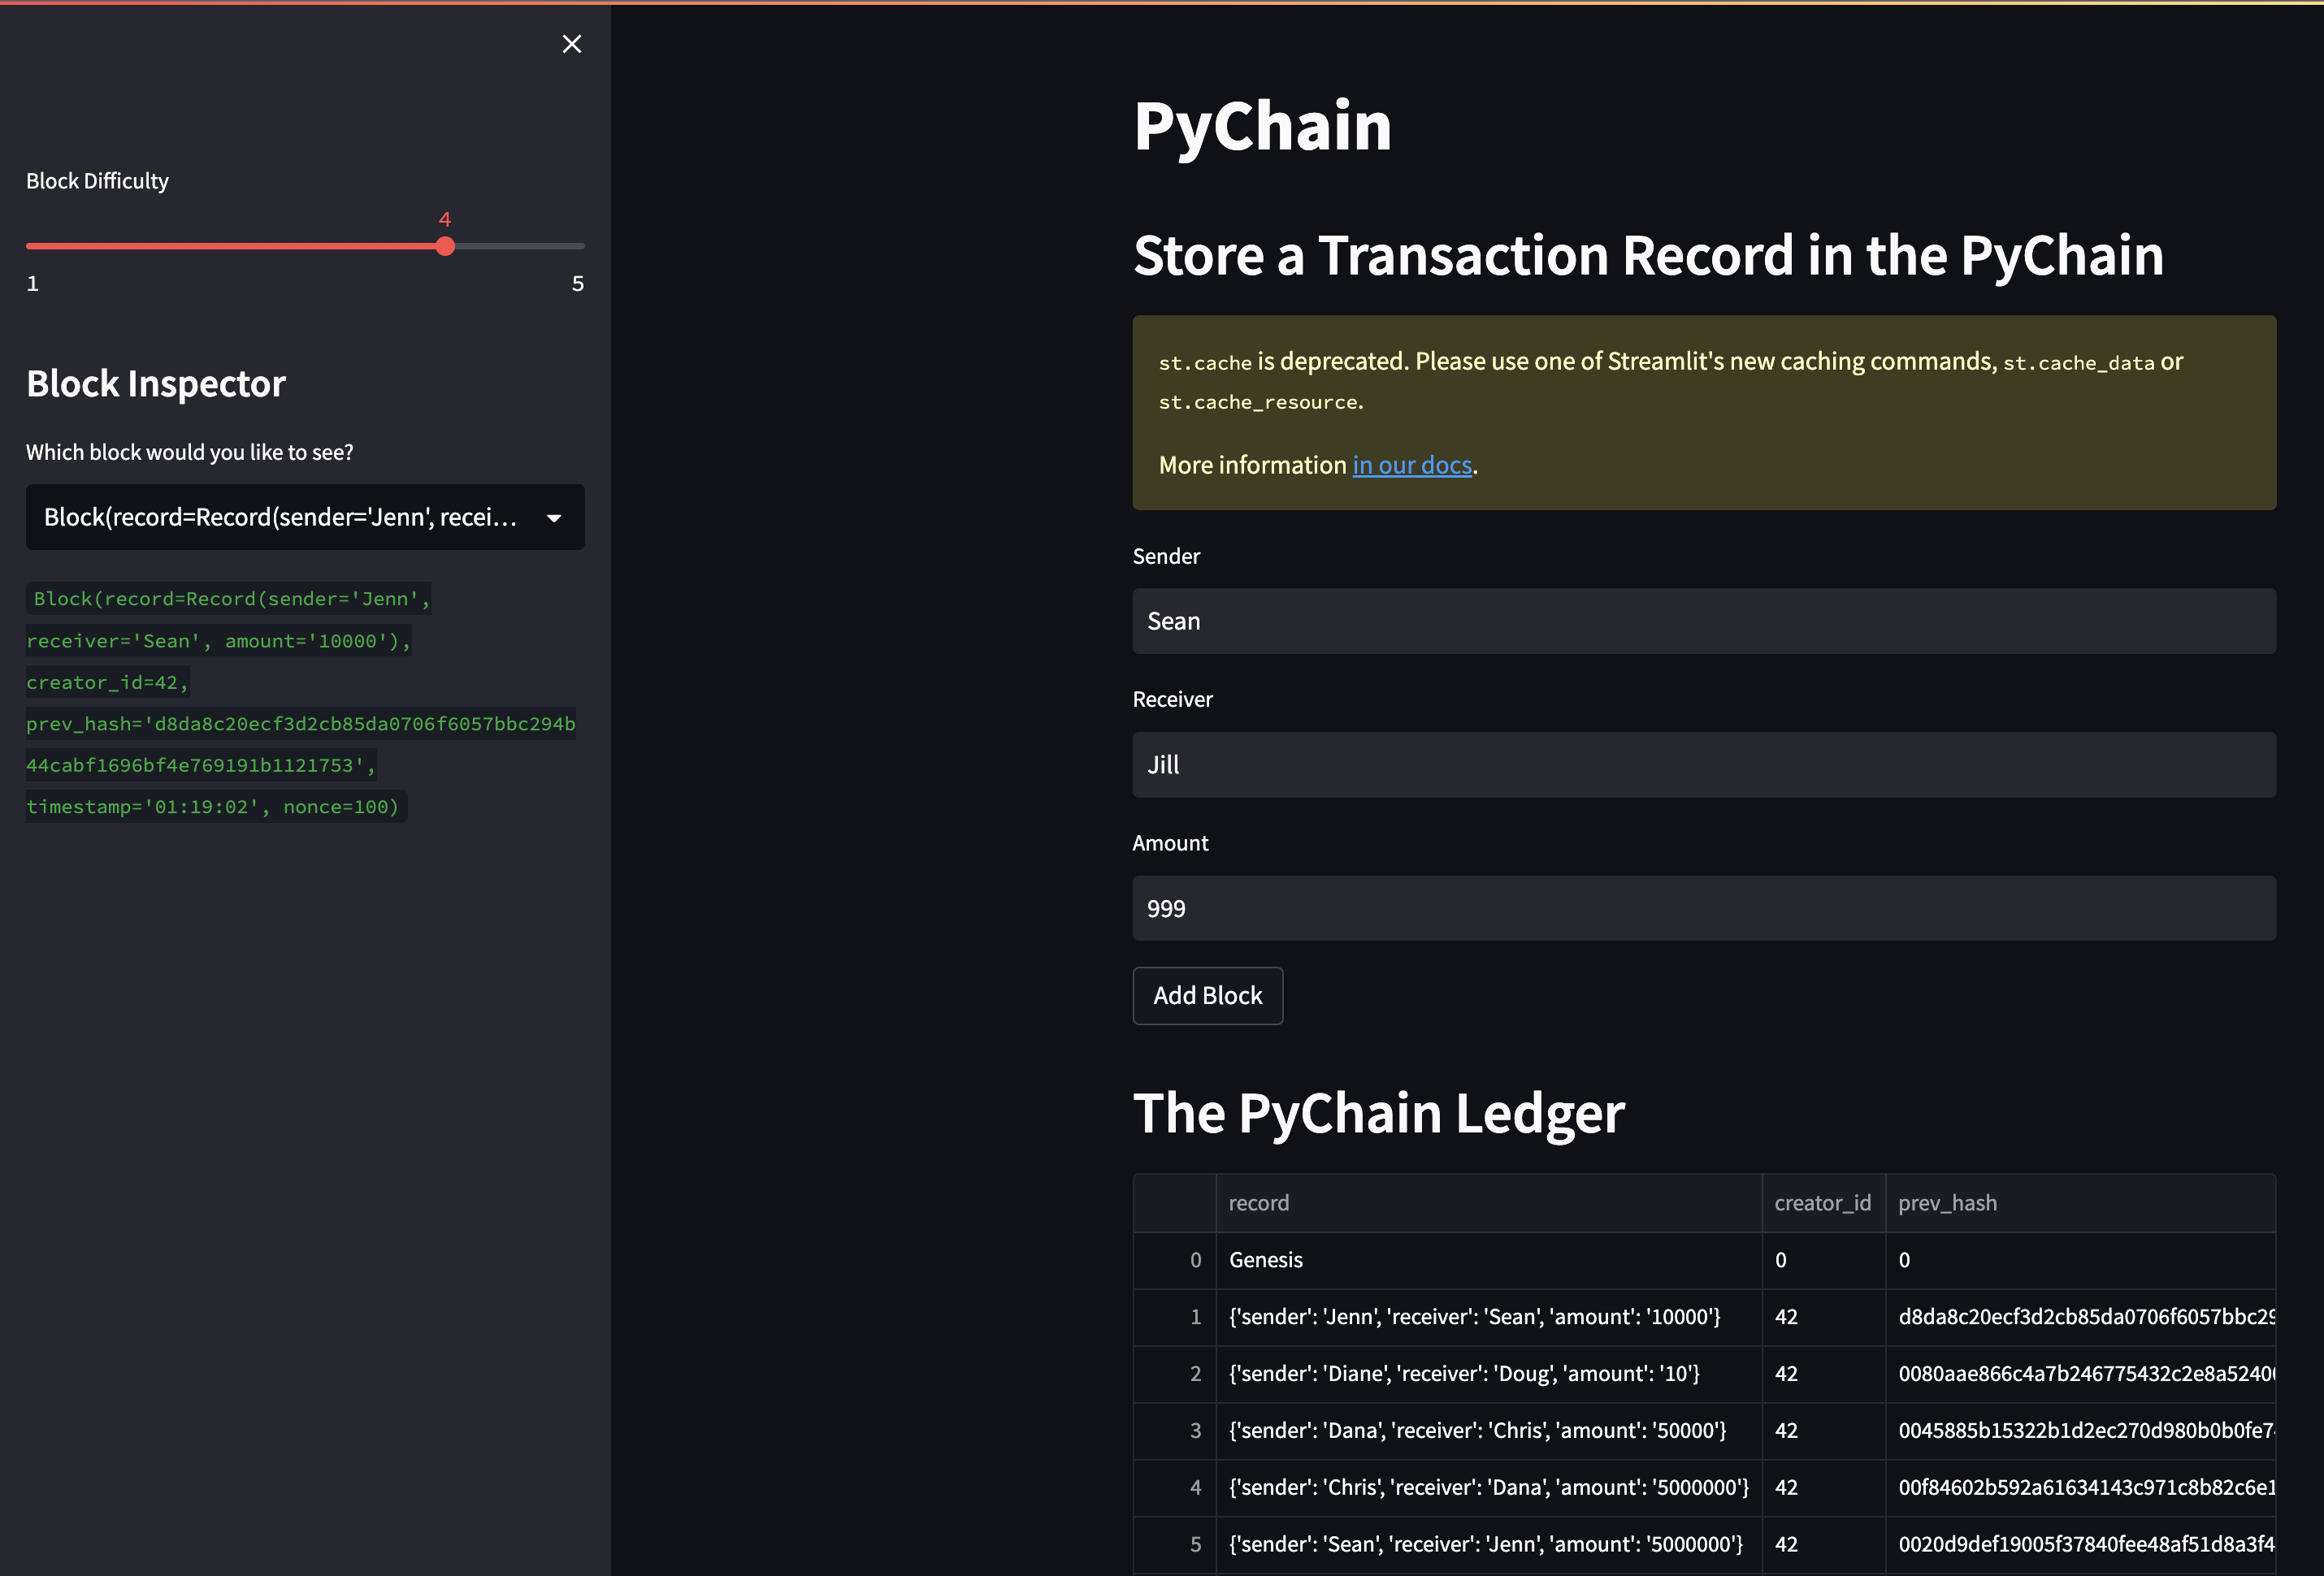 Block Difficulty
4
1
5
Block Inspector
Which block would you like to see?
Block(record=Record(sender='Jenn', recei...
Block(record=Record(sender='Jenn',
receiver='Sean', amount='10000'),
creator_id=42,
prev_hash='d8da8c20ecf3d2cb85da0706f6057bbc294b
44cabf1696bf4e769191b1121753',
timestamp='01:19:02', nonce=100)
PyChain
Store a Transaction Record in the PyChain
st.cache is deprecated. Please use one of Streamlit's new caching commands, st.cache_data or
st.cache_resource.
More information in our docs.
Sender
Sean
Receiver
Jill
Amount
999
Add Block
The PyChain Ledger
record creator_id prev_hash
0 Genesis 0 0
1 {'sender': 'Jenn', 'receiver': 'Sean', 'amount': '10000'} 42 d8da8c20ecf3d2cb85da0706f6057bbc29
2 {'sender': 'Diane', 'receiver': 'Doug', 'amount': '10'} 42 0080aae866c4a7b246775432c2e8a52400
3 {'sender': 'Dana', 'receiver': 'Chris', 'amount': '50000'} 42 0045885b15322b1d2ec270d980b0b0fe7
4 {'sender': 'Chris', 'receiver': 'Dana', 'amount': '5000000'} 42 00f84602b592a61634143c971c8b82c6e1
5 {'sender': 'Sean', 'receiver': 'Jenn', 'amount': '5000000'} 42 0020d9def19005f37840fee48af51d8a3f4